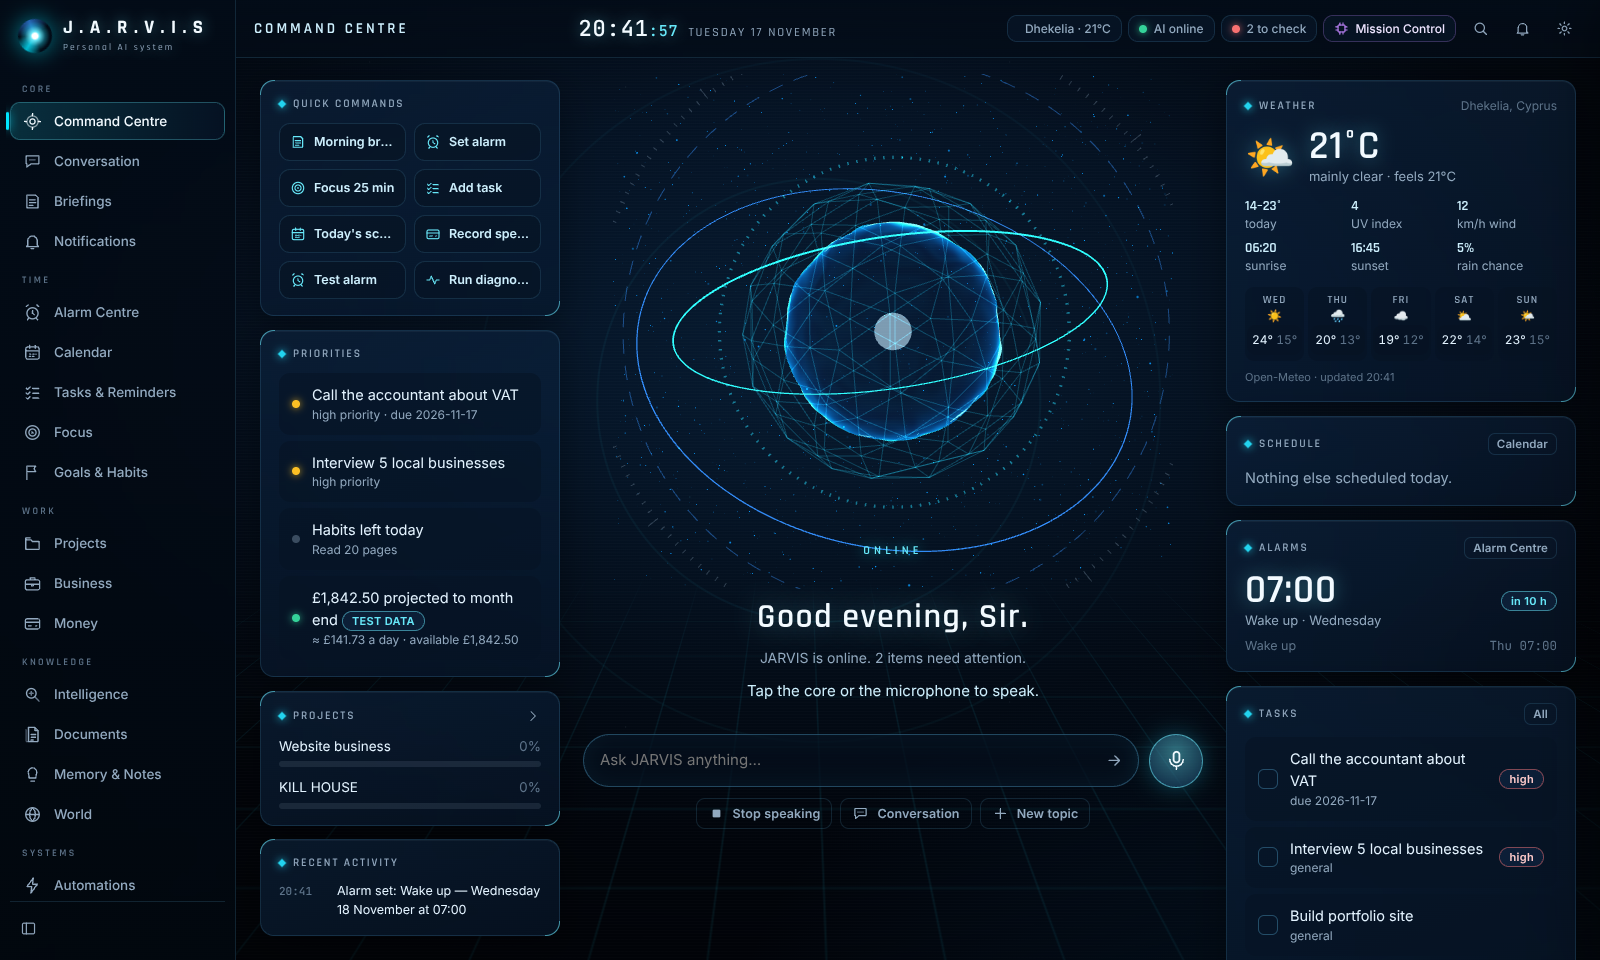 J.A.R.V.I.S
Personal AI system
CORE
Command Centre
Conversation
Briefings
Notifications
TIME
Alarm Centre
Calendar
Tasks & Reminders
Focus
Goals & Habits
WORK
Projects
Business
Money
KNOWLEDGE
Intelligence
Documents
Memory & Notes
World
SYSTEMS
Automations
COMMAND CENTRE
20:41:57 TUESDAY 17 NOVEMBER
Dhekelia · 21°C
AI online
2 to check
Mission Control
QUICK COMMANDS
Morning br...
Set alarm
Focus 25 min
Add task
Today's sc...
Record spe...
Test alarm
Run diagno...
PRIORITIES
Call the accountant about VAT
high priority · due 2026-11-17
Interview 5 local businesses
high priority
Habits left today
Read 20 pages
£1,842.50 projected to month
end TEST DATA
≈ £141.73 a day · available £1,842.50
PROJECTS
Website business 0%
KILL HOUSE 0%
RECENT ACTIVITY
20:41 Alarm set: Wake up — Wednesday
18 November at 07:00
ONLINE
Good evening, Sir.
JARVIS is online. 2 items need attention.
Tap the core or the microphone to speak.
Ask JARVIS anything...
Stop speaking
Conversation
New topic
WEATHER Dhekelia, Cyprus
21°C
mainly clear · feels 21°C
14-23° 4 12
today UV index km/h wind
06:20 16:45 5%
sunrise sunset rain chance
WED THU FRI SAT SUN
24° 15° 20° 13° 19° 12° 22° 14° 23° 15°
Open-Meteo · updated 20:41
SCHEDULE Calendar
Nothing else scheduled today.
ALARMS Alarm Centre
07:00
in 10 h
Wake up · Wednesday
Wake up Thu 07:00
TASKS All
Call the accountant about
VAT
high
due 2026-11-17
Interview 5 local businesses
high
general
Build portfolio site
general